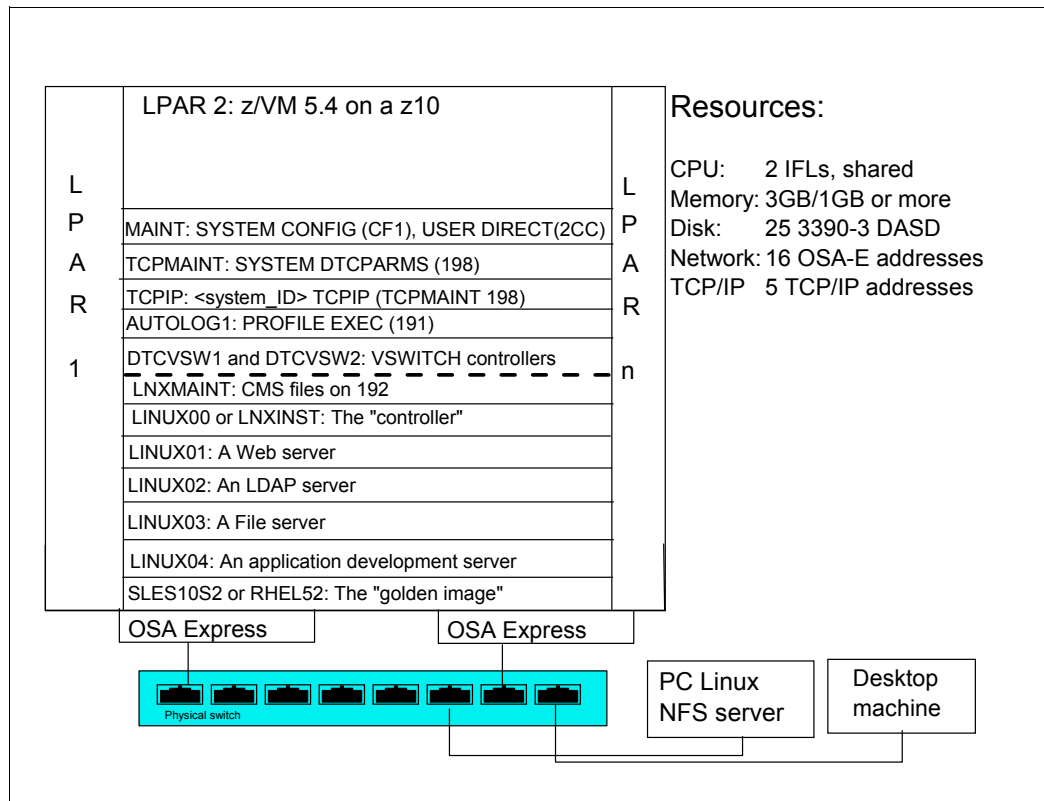 LPAR 2: z/VM 5.4 on a z10
L
P
A
R
1
MAINT: SYSTEM CONFIG (CF1), USER DIRECT(2CC)
TCPMAINT: SYSTEM DTCPARMS (198)
TCPIP: <system_ID> TCPIP (TCPMAINT 198)
AUTOLOG1: PROFILE EXEC (191)
DTCVSW1 and DTCVSW2: VSWITCH controllers
LNXMAINT: CMS files on 192
LINUX00 or LNXINST: The "controller"
LINUX01: A Web server
LINUX02: An LDAP server
LINUX03: A File server
LINUX04: An application development server
SLES10S2 or RHEL52: The "golden image"
L
P
A
R
n
Resources:
CPU: 2 IFLs, shared
Memory: 3GB/1GB or more
Disk: 25 3390-3 DASD
Network: 16 OSA-E addresses
TCP/IP 5 TCP/IP addresses
OSA Express
OSA Express
Physical switch
PC Linux
NFS server
Desktop
machine